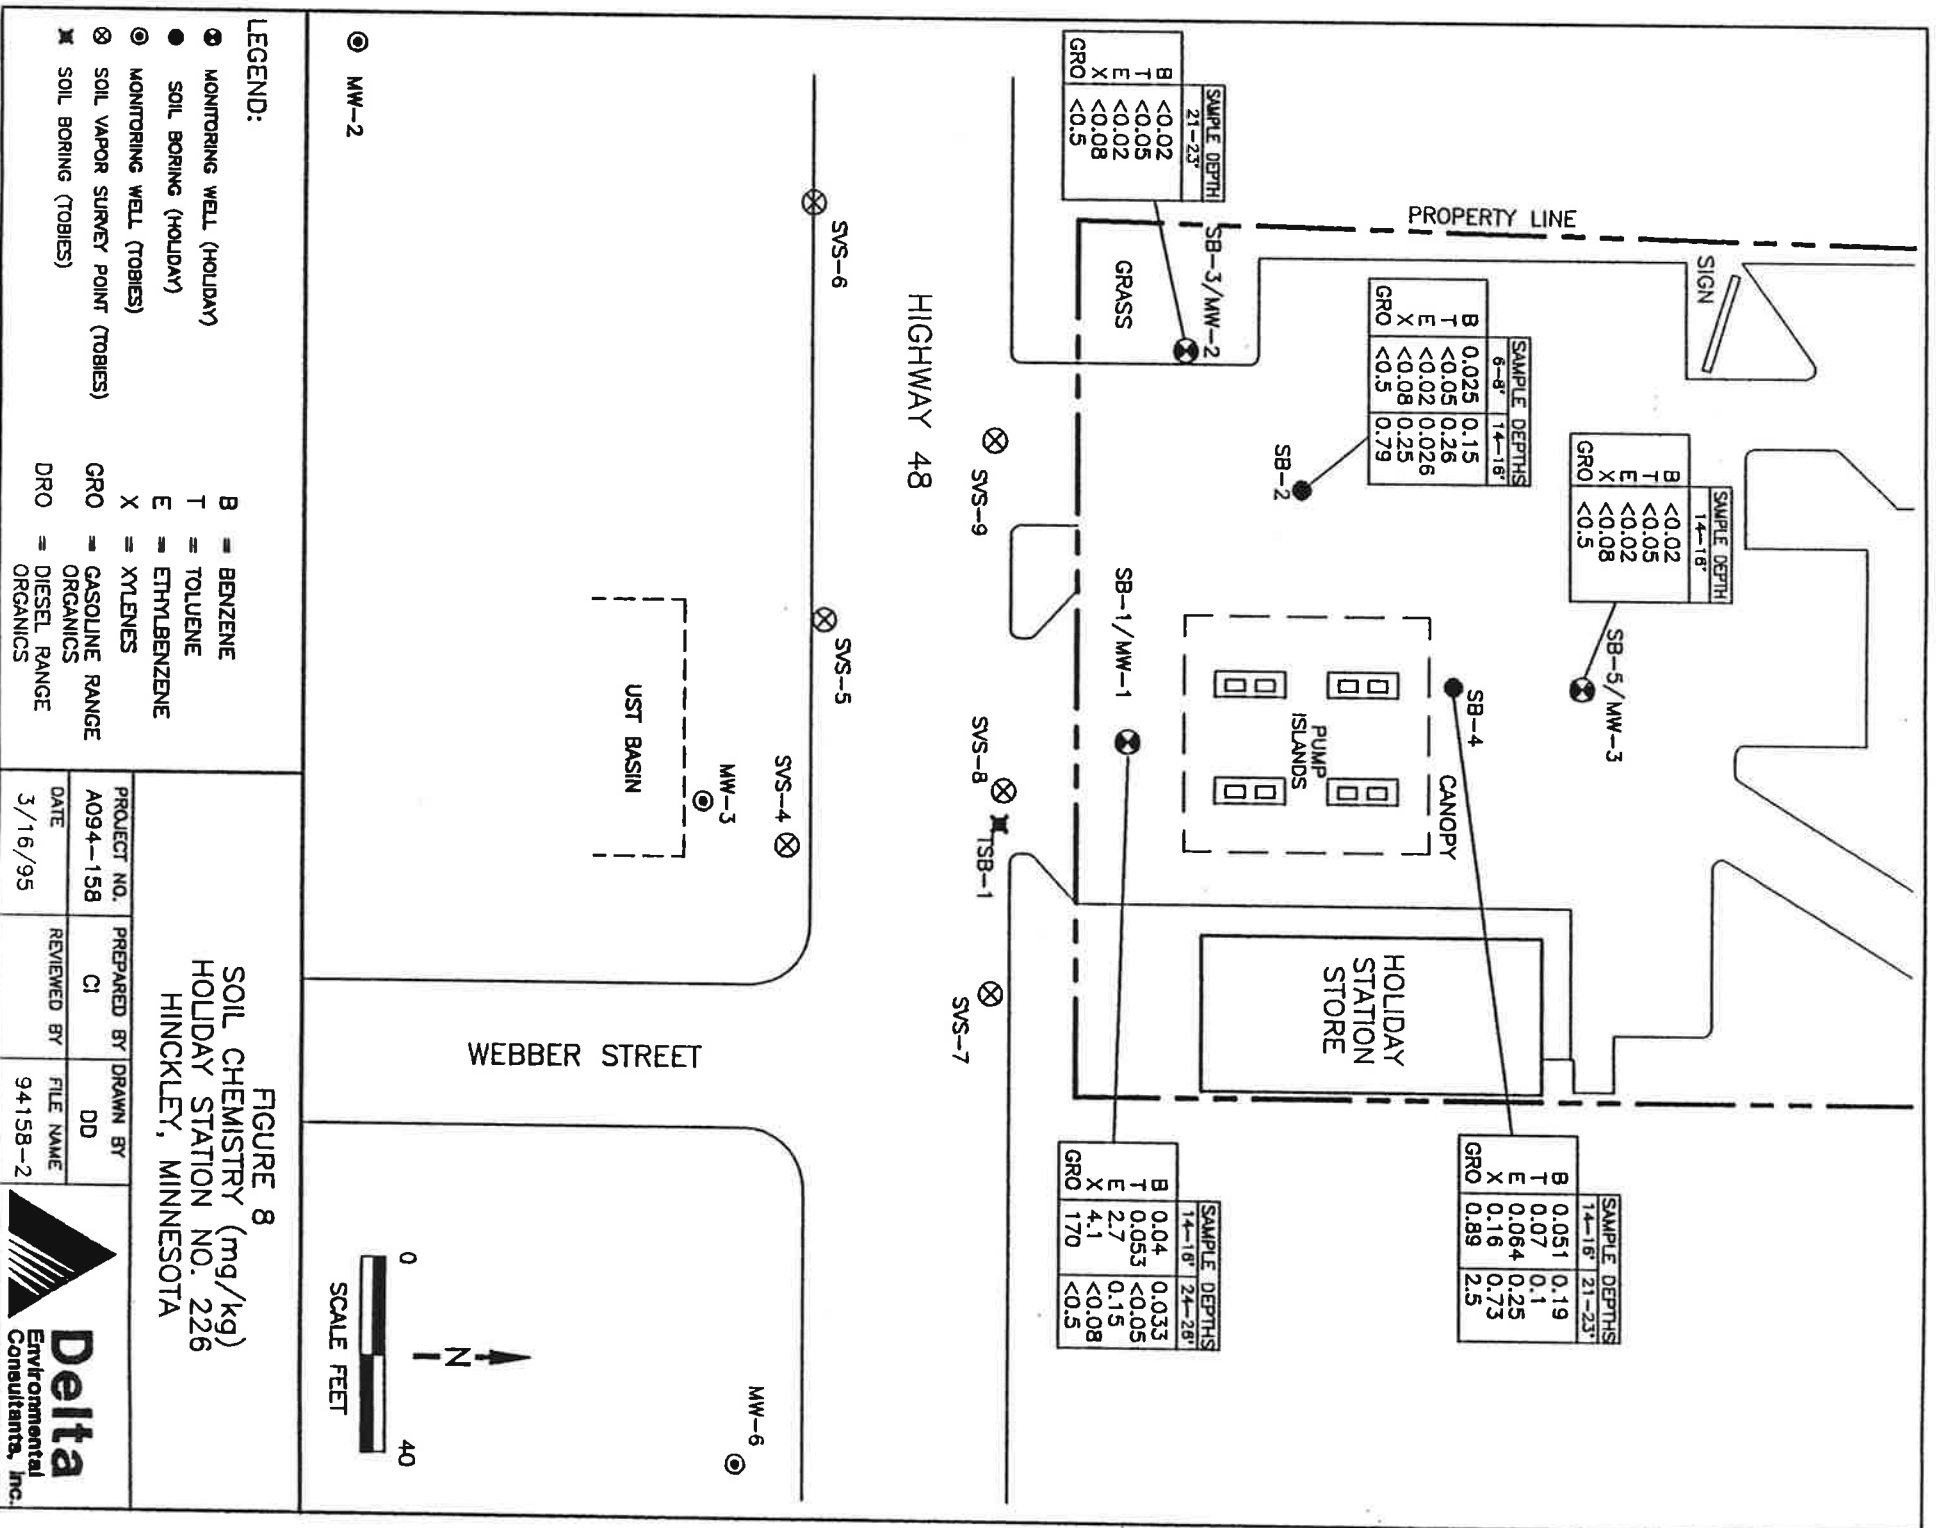 PROPERTY LINE
SIGN
SAMPLE DEPTH
21-23'
B <0.02
T <0.05
E <0.02
X <0.08
GRO <0.5
SB-3/MW-2
GRASS
SAMPLE DEPTHS
6-8' 14-16'
B 0.025 0.15
T <0.05 0.26
E <0.02 0.026
X <0.08 0.25
GRO <0.5 0.79
SB-2
SAMPLE DEPTH
14-16'
B <0.02
T <0.05
E <0.02
X <0.08
GRO <0.5
SB-5/MW-3
SB-4
CANOPY
PUMP
ISLANDS
SB-1/MW-1
HOLIDAY
STATION
STORE
SAMPLE DEPTHS
14-16' 21-23'
B 0.051 0.19
T 0.07 0.1
E 0.064 0.25
X 0.16 0.73
GRO 0.89 2.5
SAMPLE DEPTHS
14-16' 24-26'
B 0.04 0.033
T 0.053 <0.05
E 2.7 0.15
X 4.1 <0.08
GRO 170 <0.5
SVS-9
SVS-8
TSB-1
SVS-7
HIGHWAY 48
SVS-6
SVS-5
SVS-4
MW-3
UST BASIN
WEBBER STREET
MW-2
MW-6
N
0 40
SCALE FEET
LEGEND:
MONITORING WELL (HOLIDAY)
SOIL BORING (HOLIDAY)
MONITORING WELL (TOBIES)
SOIL VAPOR SURVEY POINT (TOBIES)
SOIL BORING (TOBIES)
B = BENZENE
T = TOLUENE
E = ETHYLBENZENE
X = XYLENES
GRO = GASOLINE RANGE
ORGANICS
DRO = DIESEL RANGE
ORGANICS
FIGURE 8
SOIL CHEMISTRY (mg/kg)
HOLIDAY STATION NO. 226
HINCKLEY, MINNESOTA
PROJECT NO. PREPARED BY DRAWN BY
A094-158 CI DD
DATE REVIEWED BY FILE NAME
3/16/95 94158-2
Delta
Environmental
Consultants, Inc.